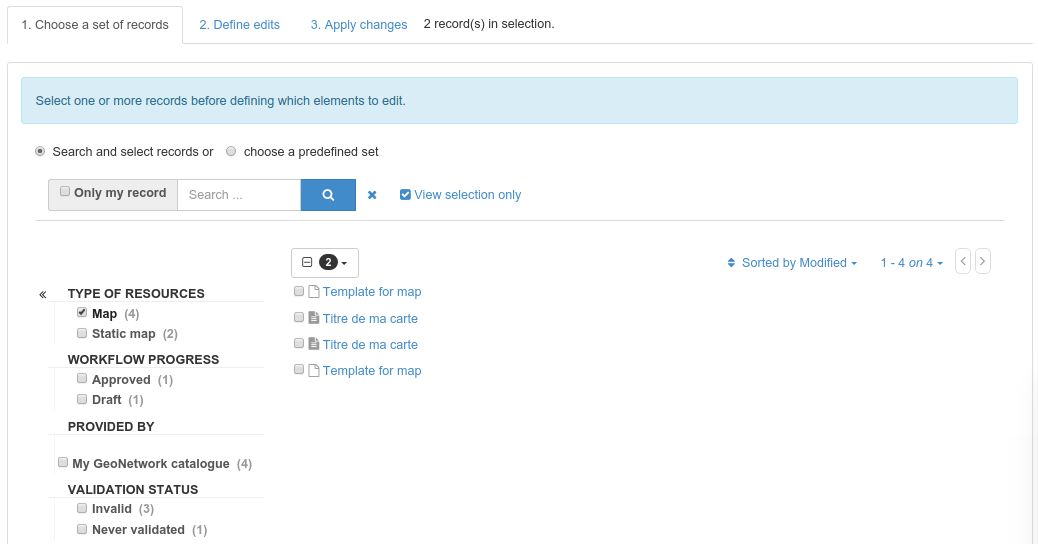 1. Choose a set of records 2. Define edits 3. Apply changes 2 record(s) in selection.
Select one or more records before defining which elements to edit.
Search and select records or choose a predefined set
Only my record Search ... View selection only
2 Sorted by Modified 1 - 4 on 4
TYPE OF RESOURCES
Map (4)
Static map (2)
WORKFLOW PROGRESS
Approved (1)
Draft (1)
PROVIDED BY
My GeoNetwork catalogue (4)
VALIDATION STATUS
Invalid (3)
Never validated (1)
Template for map
Titre de ma carte
Titre de ma carte
Template for map